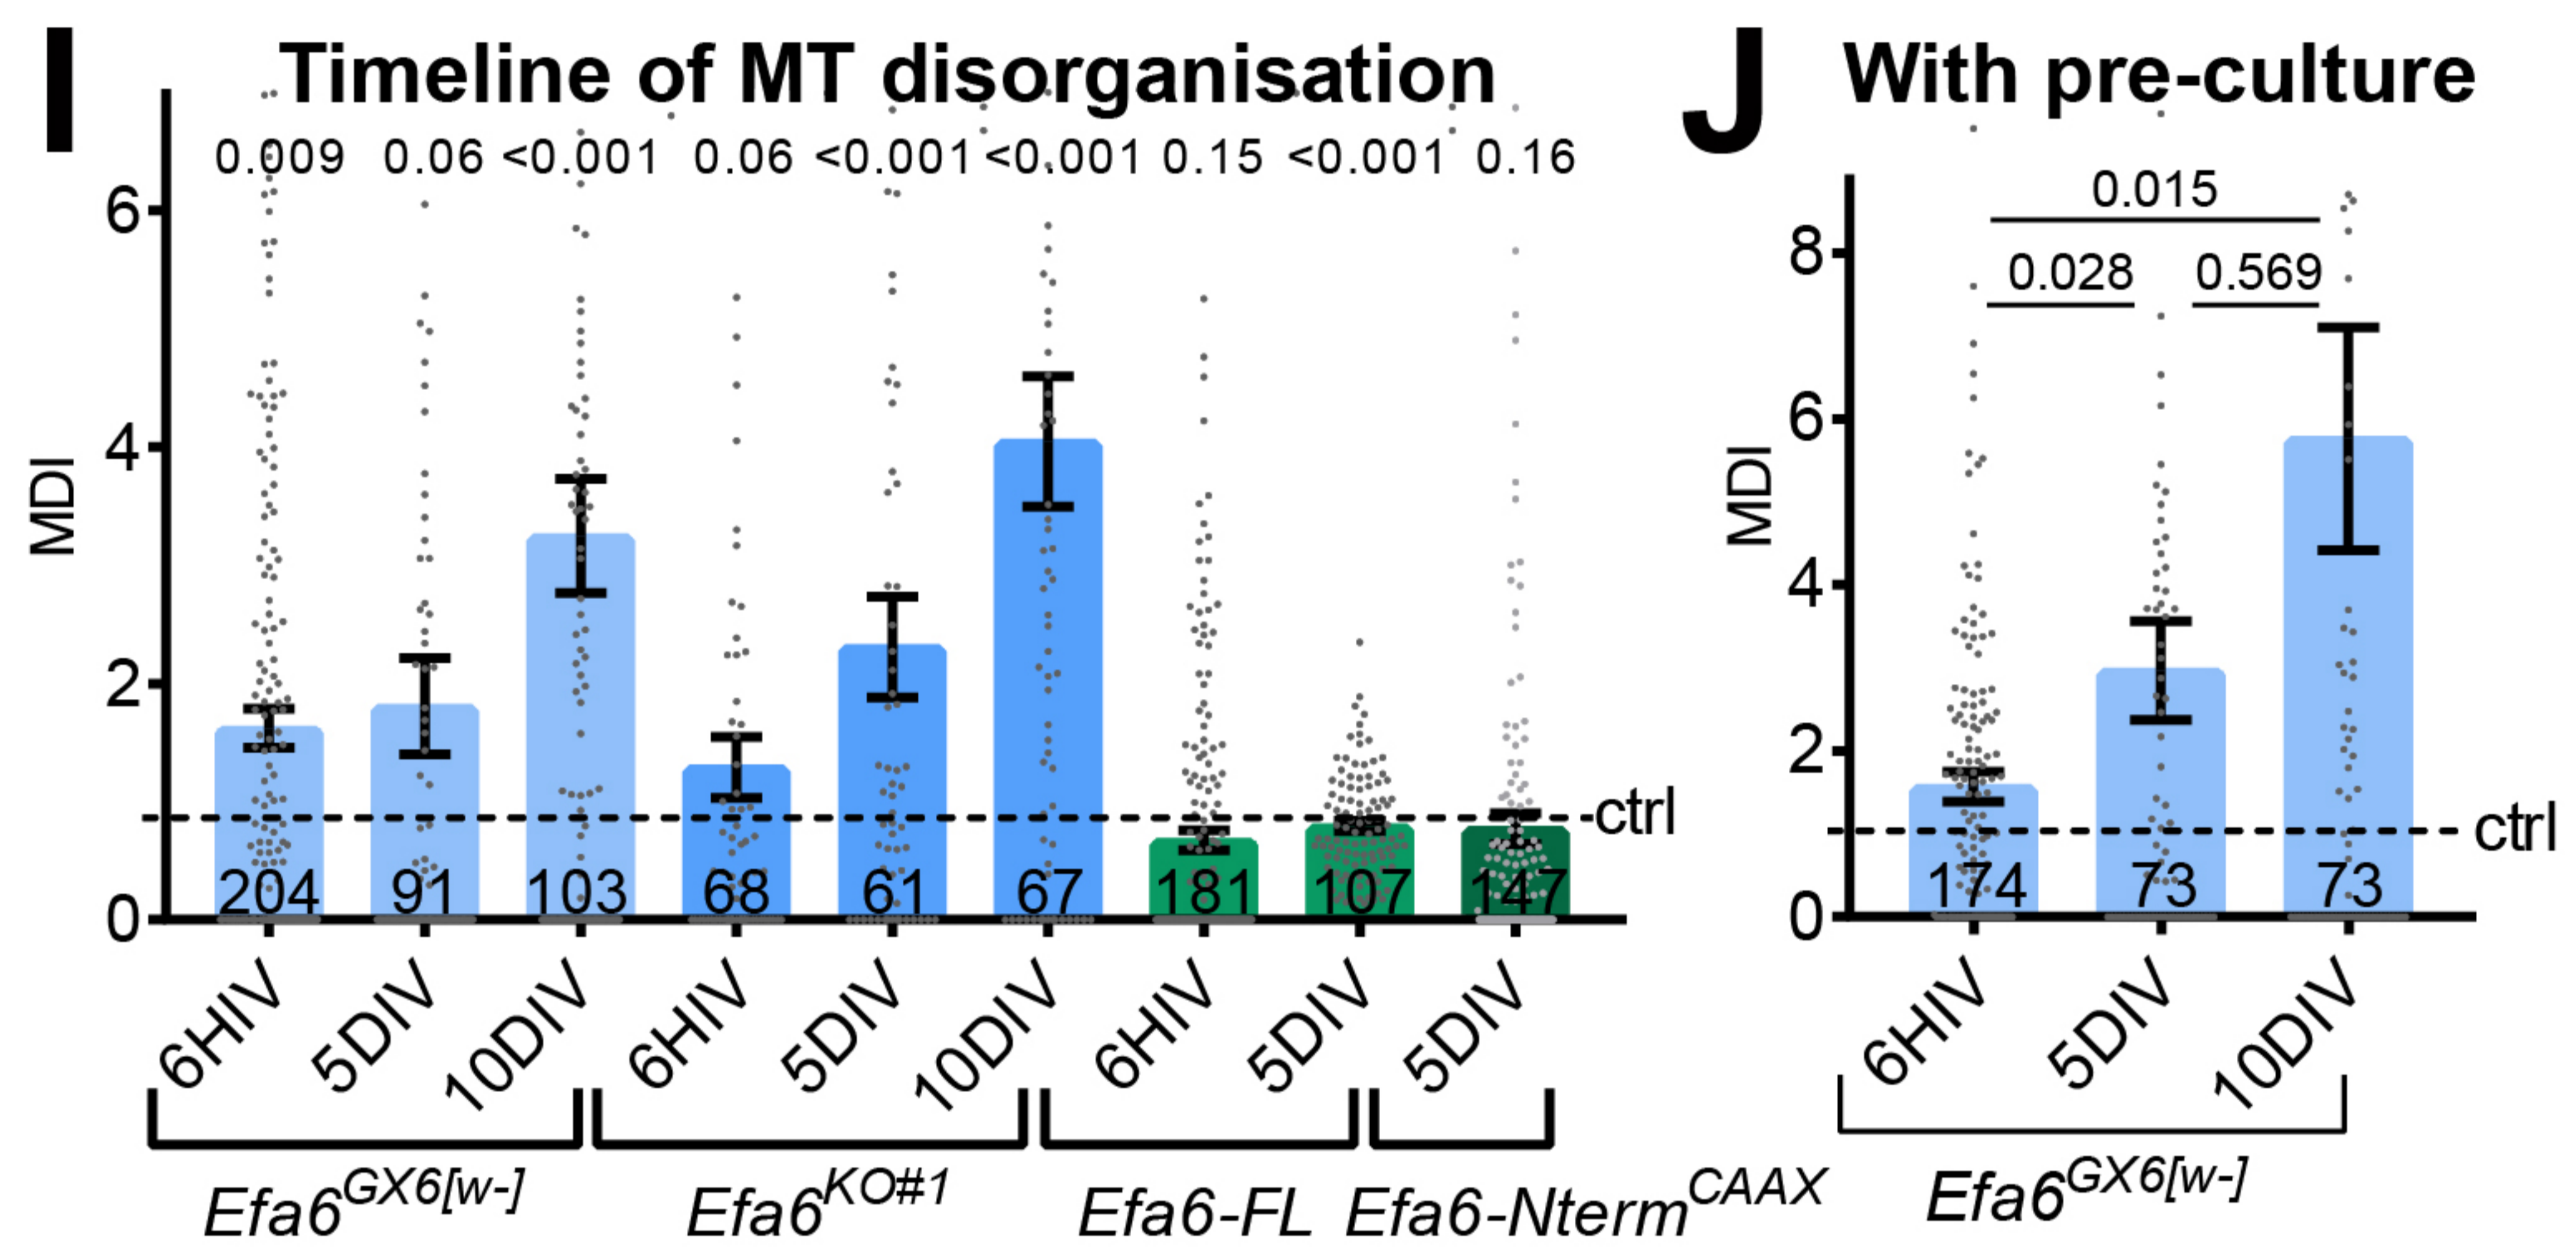 I Timeline of MT disorganisation
0.009 0.06 <0.001 0.06 <0.001 <0.001 0.15 <0.001 0.16
6
4
2
0
MDI
ctrl
204 91 103 68 61 67 181 107 147
6HIV 5DIV 10DIV 6HIV 5DIV 10DIV 6HIV 5DIV 5DIV
Efa6GX6[w-] Efa6KO#1 Efa6-FL Efa6-NtermCAAX
J With pre-culture
0.015
0.028 0.569
8
6
4
2
0
MDI
ctrl
174 73 73
6HIV 5DIV 10DIV
Efa6GX6[w-]